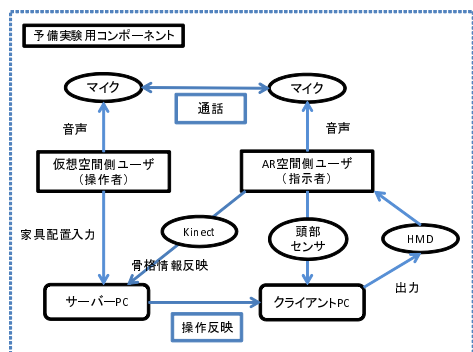 予備実験用コンポーネント
マイク
マイク
通話
音声
音声
仮想空間側ユーザ
（操作者）
AR空間側ユーザ
（指示者）
家具配置入力
Kinect
頭部
センサ
HMD
骨格情報反映
サーバーPC
クライアントPC
出力
操作反映